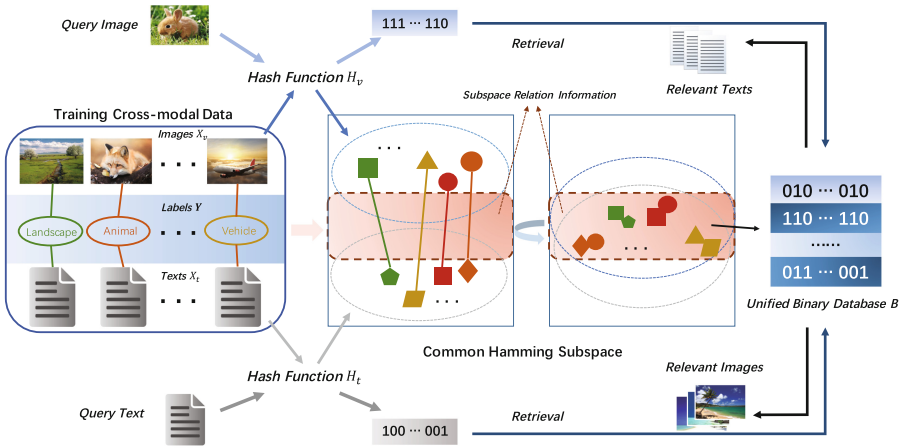 Query Image
111 ··· 110
Retrieval
Hash Function H_v
Relevant Texts
Subspace Relation Information
Training Cross-modal Data
Images X_v
· · ·
Labels Y
Landscape
Animal
· · ·
Vehicle
Texts X_t
· · ·
· · ·
· · ·
· · ·
010 ··· 010
110 ··· 110
······
011 ··· 001
Unified Binary Database B
Common Hamming Subspace
Hash Function H_t
Relevant Images
Query Text
100 ··· 001
Retrieval